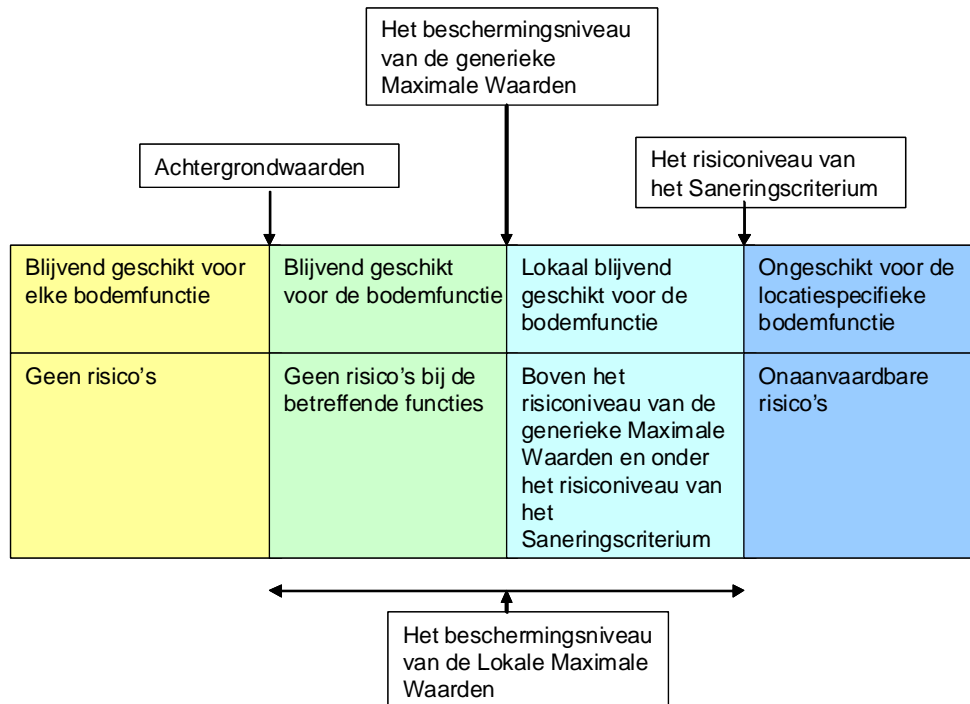 Het beschermingsniveau
van de generieke
Maximale Waarden
Achtergrondwaarden
Het risiconiveau van
het Saneringscriterium
Blijvend geschikt voor
elke bodemfunctie
Blijvend geschikt
voor de bodemfunctie
Lokaal blijvend
geschikt voor de
bodemfunctie
Ongeschikt voor de
locatiespecifieke
bodemfunctie
Geen risico’s
Geen risico’s bij de
betreffende functies
Boven het
risiconiveau van de
generieke Maximale
Waarden en onder
het risiconiveau van
het
Saneringscriterium
Onaanvaardbare
risico’s
Het beschermingsniveau
van de Lokale Maximale
Waarden